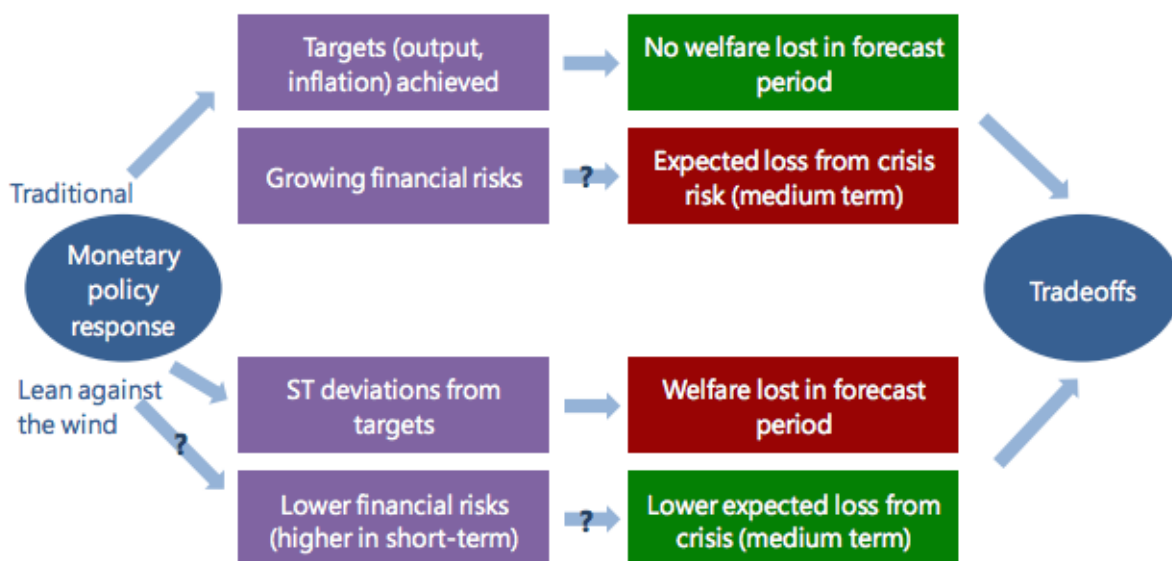 Targets (output,
inflation) achieved
No welfare lost in forecast
period
Traditional
Growing financial risks
?
Expected loss from crisis
risk (medium term)
Monetary
policy
response
Tradeoffs
Lean against
the wind
?
ST deviations from
targets
Welfare lost in forecast
period
Lower financial risks
(higher in short-term)
?
Lower expected loss from
crisis (medium term)